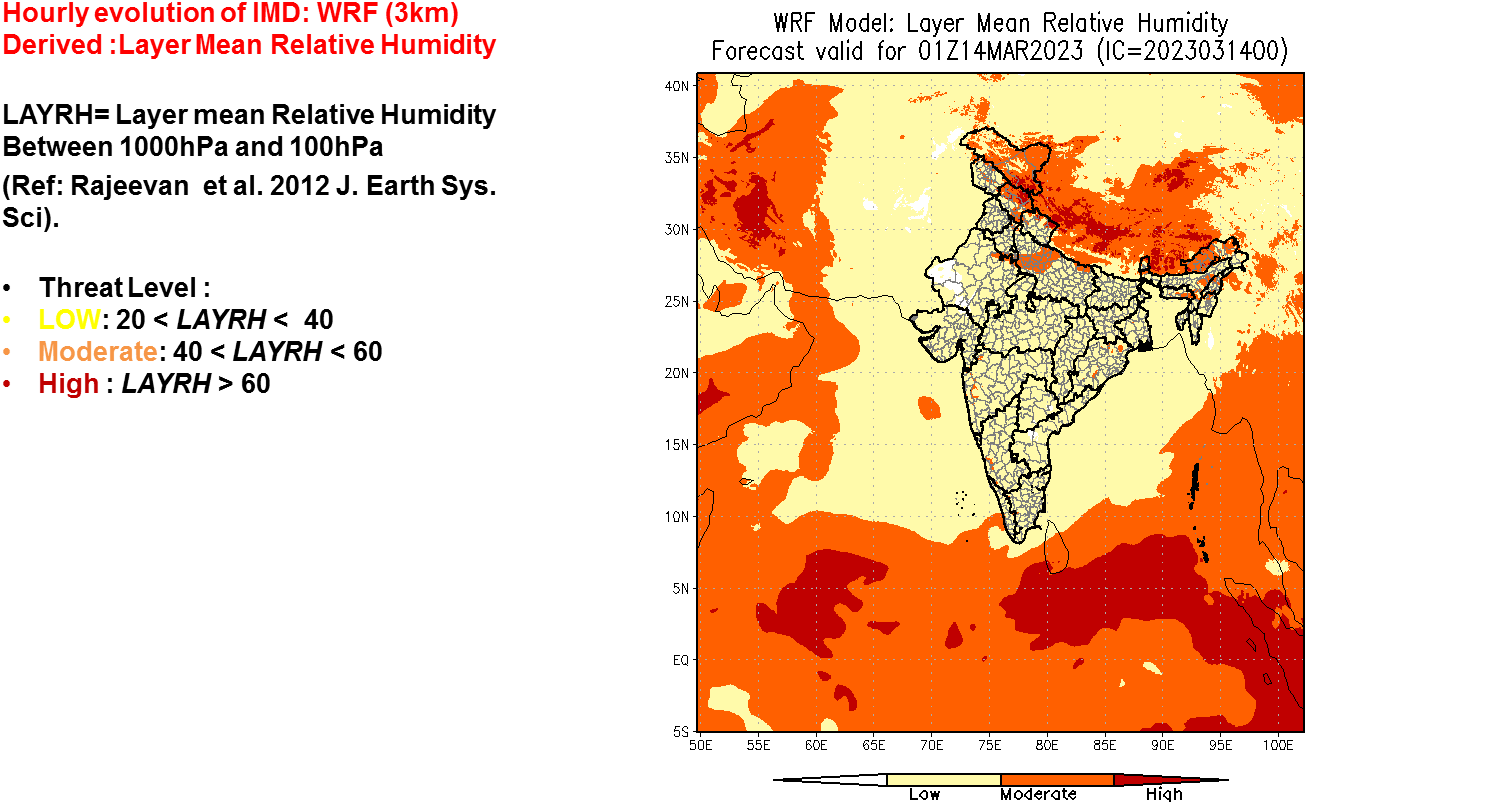 Hourly evolution of IMD: WRF (3km)
Derived :Layer Mean Relative Humidity
LAYRH= Layer mean Relative Humidity
Between 1000hPa and 100hPa
(Ref: Rajeevan et al. 2012 J. Earth Sys.
Sci).
• Threat Level :
• LOW: 20 < LAYRH < 40
• Moderate: 40 < LAYRH < 60
• High : LAYRH > 60
WRF Model: Layer Mean Relative Humidity
Forecast valid for 01Z14MAR2023 (IC=2023031400)
40N
35N
30N
25N
20N
15N
10N
5N
EQ
5S
50E 55E 60E 65E 70E 75E 80E 85E 90E 95E 100E
Low Moderate High